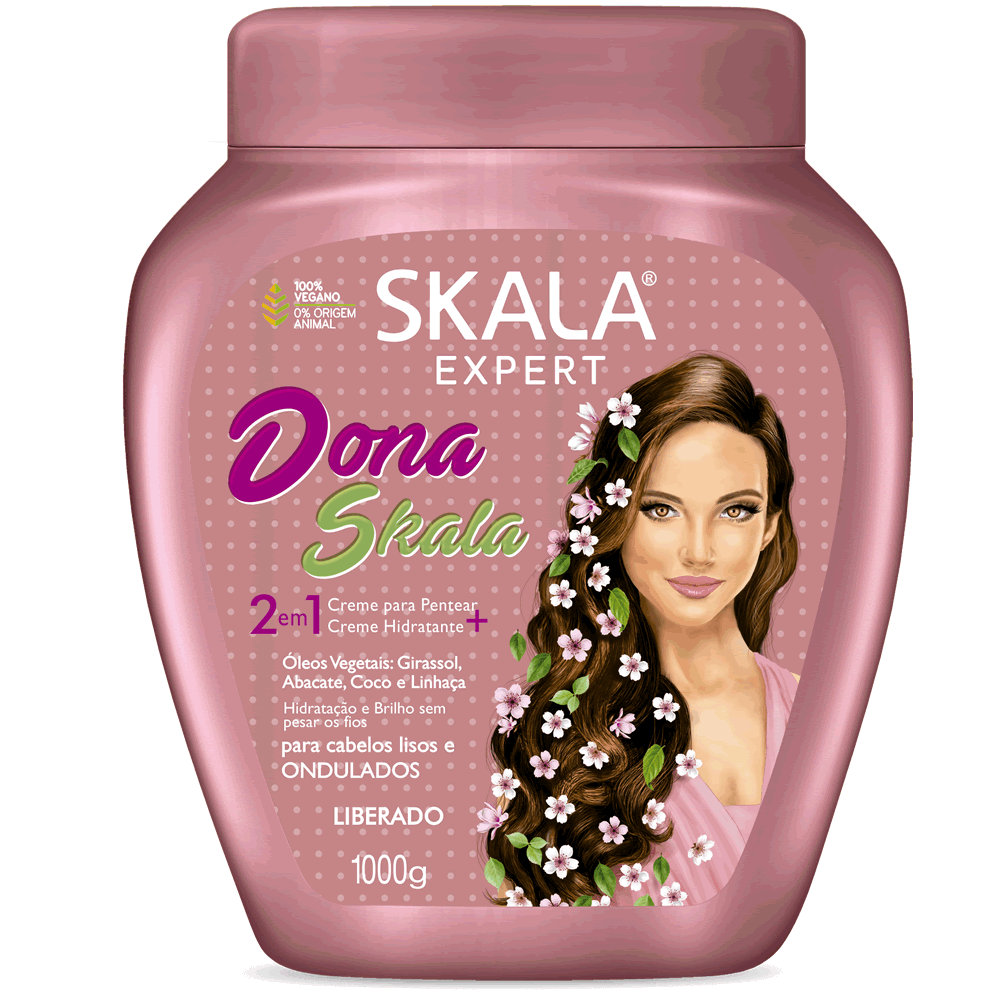 100%
VEGANO
0% ORIGEM
ANIMAL
SKALA®
EXPERT
Dona
Skala
2em1 Creme para Pentear
Creme Hidratante +
Óleos Vegetais: Girassol,
Abacate, Coco e Linhaça
Hidratação e Brilho sem
pesar os fios
para cabelos lisos e
ONDULADOS
LIBERADO
1000g